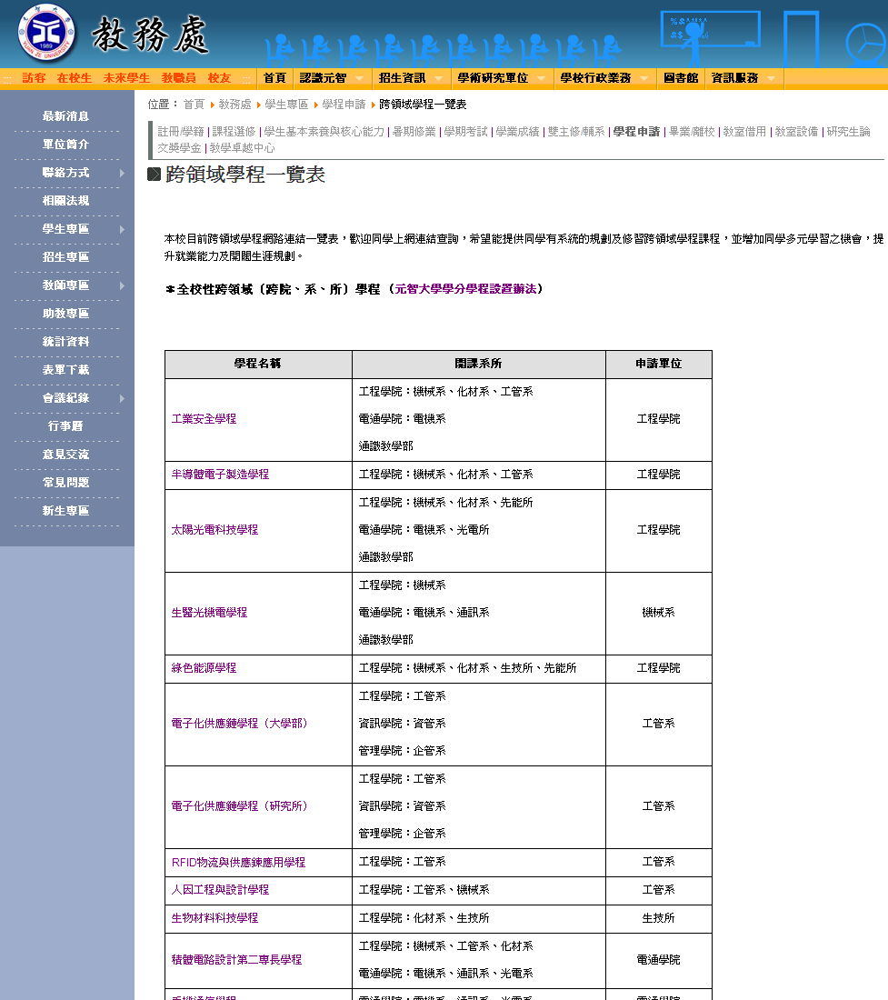 元智大學
1989
YUAN ZE UNIVERSITY
教務處
訪客 在校生 未來學生 教職員 校友 首頁 認識元智 招生資訊 學術研究單位 學校行政業務 圖書館 資訊服務
位置： 首頁 教務處 學生專區 課程申請 跨領域學程一覽表
註冊/學籍 | 課程選修 | 學生基本素養與核心能力 | 暑期修業 | 學期考試 | 學業成績 | 雙主修/輔系 | 學程申請 | 畢業/離校 | 教室借用 | 教室設備 | 研究生論
文獎學金 | 教學卓越中心
最新消息
單位簡介
聯絡方式
相關法規
學生專區
招生專區
教師專區
助教專區
統計資料
表單下載
會議紀錄
行事曆
意見交流
常見問題
新生專區
跨領域學程一覽表
本校目前跨領域學程網路連結一覽表，歡迎同學上網連結查詢，希望能提供同學有系統的規劃及修習跨領域學程課程，並增加同學多元學習之機會，提
升就業能力及開闊生涯規劃。
＊全校性跨領域〔跨院、系、所〕學程 （元智大學學分學程設置辦法）
學程名稱 開課系所 申請單位
工程學院：機械系、化材系、工管系
工業安全學程 電通學院：電機系 工程學院
通識教學部
半導體電子製造學程 工程學院：機械系、化材系、工管系 工程學院
工程學院：機械系、化材系、先能所
太陽光電科技學程 電通學院：電機系、光電所 工程學院
通識教學部
工程學院：機械系
生醫光機電學程 電通學院：電機系、通訊系 機械系
通識教學部
綠色能源學程 工程學院：機械系、化材系、生技所、先能所 工程學院
工程學院：工管系
電子化供應鏈學程（大學部） 資訊學院：資管系 工管系
管理學院：企管系
工程學院：工管系
電子化供應鏈學程（研究所） 資訊學院：資管系 工管系
管理學院：企管系
RFID物流與供應鍊應用學程 工程學院：工管系 工管系
人因工程與設計學程 工程學院：工管系、機械系 工管系
生物材料科技學程 工程學院：化材系、生技所 生技所
工程學院：機械系、工管系、化材系
積體電路設計第二專長學程 電通學院
電通學院：電機系、通訊系、光電系